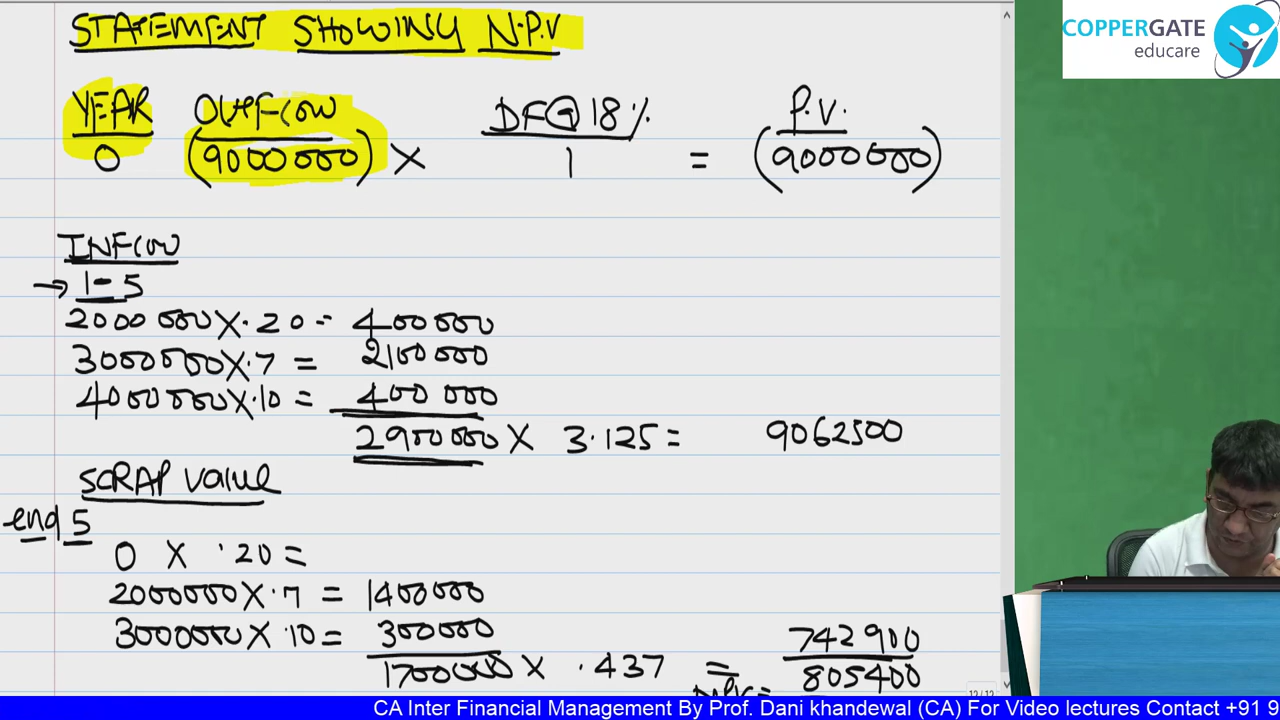 STATEMENT SHOWING N.P.V
COPPERGATE
educare
YEAR OUTFLOW DF@18% P.V.
0 (9000000) X 1 = (9000000)
INFLOW
→ 1-5
2000000 X .20 = 400000
3000000 X .7 = 2100000
4000000 X .10 = 400000
2900000 X 3.125 = 9062500
SCRAP VALUE
end 5
0 X .20 =
2000000 X .7 = 1400000
3000000 X .10 = 300000 742900
1700000 X .437 = 805400
12/12
CA Inter Financial Management By Prof. Dani khandewal (CA) For Video lectures Contact +91 9